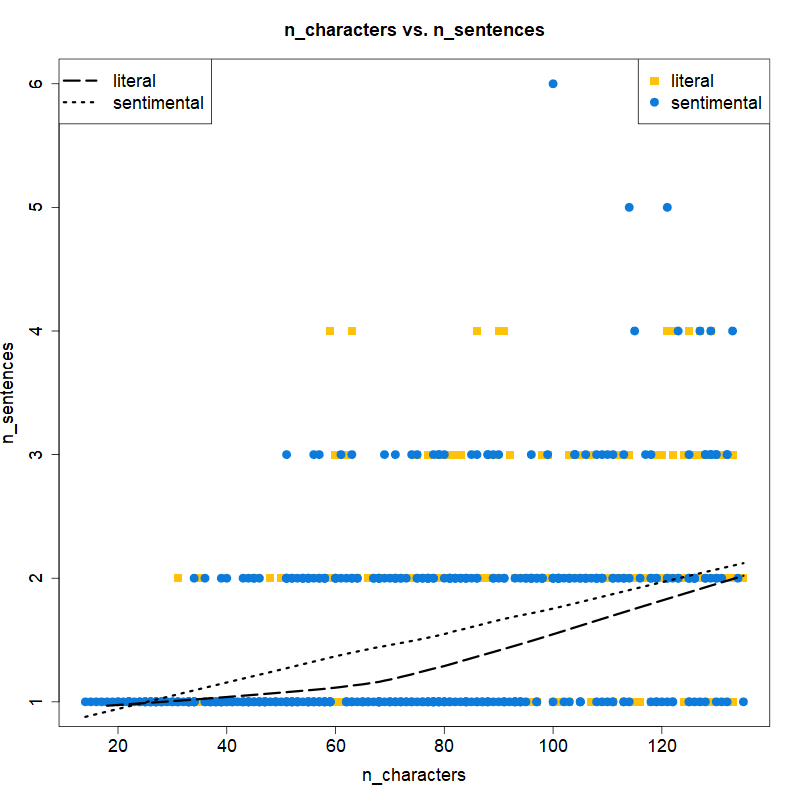 n_characters vs. n_sentences
literal
sentimental
literal
sentimental
n_sentences
6
5
4
3
2
1
20 40 60 80 100 120
n_characters